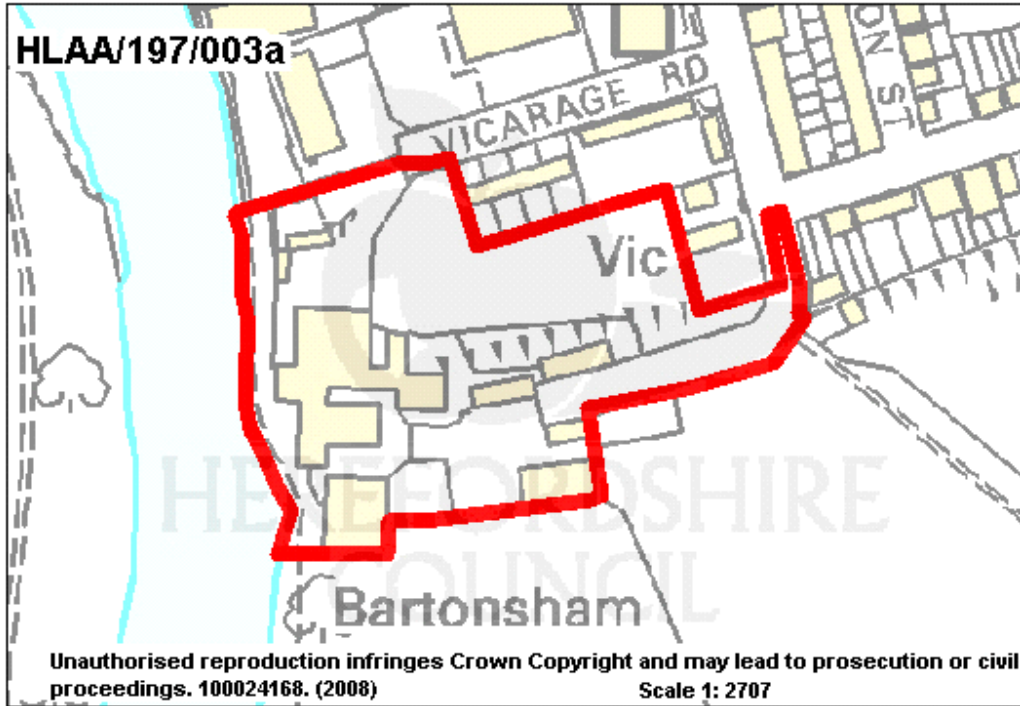 HLAA/197/003a
VICARAGE RD
ON ST
Vic
HEREFORDSHIRE
COUNCIL
Bartonsham
Unauthorised reproduction infringes Crown Copyright and may lead to prosecution or civil
proceedings. 100024168. (2008) Scale 1: 2707